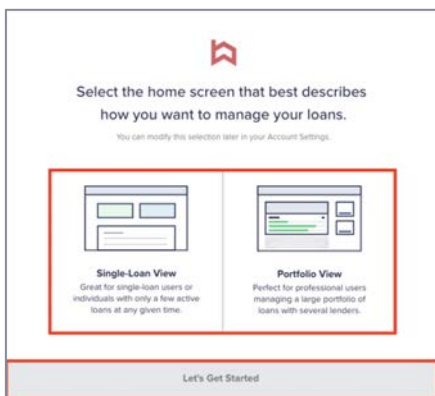 Select the home screen that best describes
how you want to manage your loans.
You can modify this selection later in your Account Settings.
Single-Loan View
Great for single-loan users or
individuals with only a few active
loans at any given time.
Portfolio View
Perfect for professional users
managing a large portfolio of
loans with several lenders.
Let's Get Started